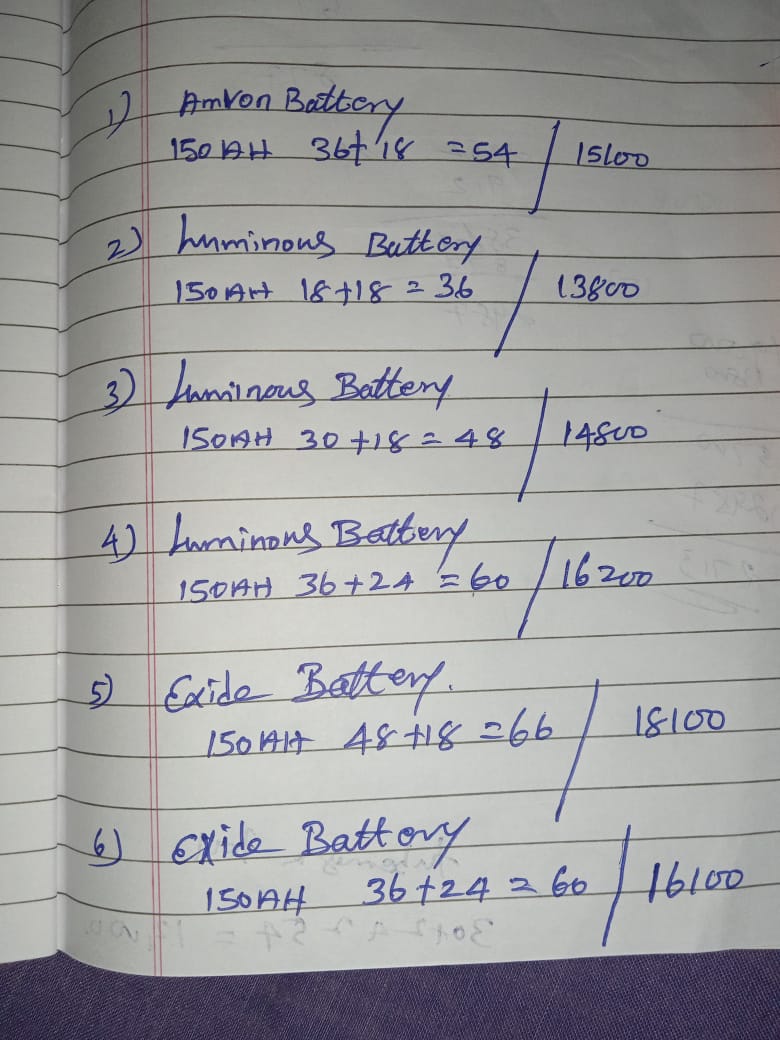 1) Amron Battery
150 AH 36+18 = 54 / 15600
2) Luminous Battery
150 AH 18+18 = 36 / 13800
3) Luminous Battery
150AH 30+18 = 48 / 14800
4) Luminous Battery
150AH 36+24 = 60 / 16200
5) Exide Battery.
150 AH 48+18 = 66 / 18100
6) Exide Battery
150AH 36+24 = 60 / 16100